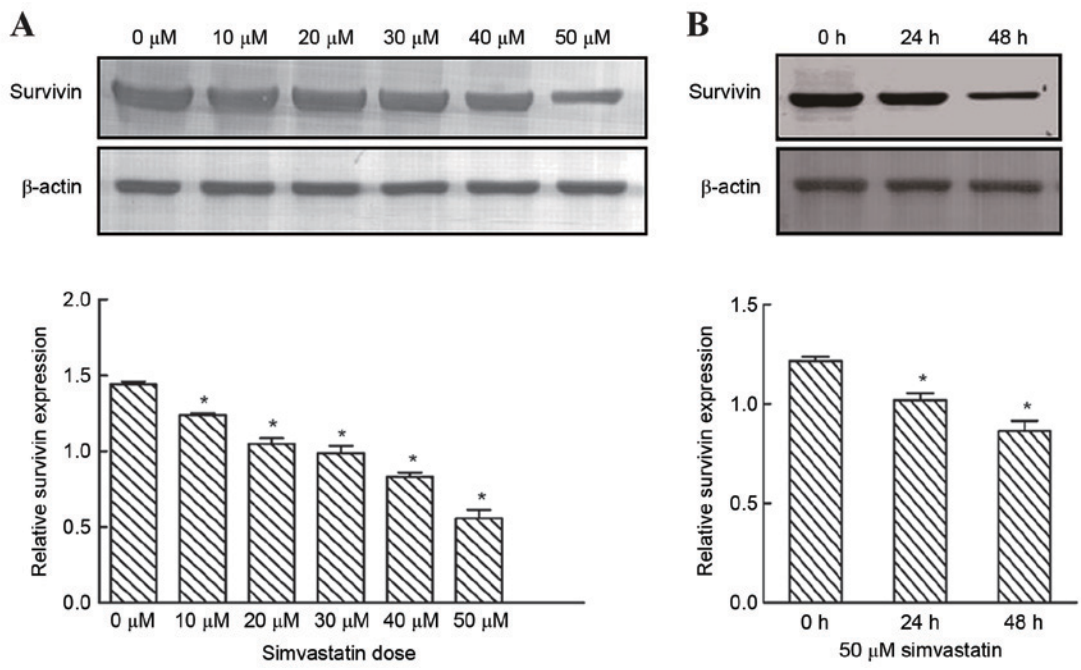 A
0 μM 10 μM 20 μM 30 μM 40 μM 50 μM
Survivin
β-actin
2.0
1.5
1.0
0.5
0.0
Relative survivin expression
* * * * *
0 μM 10 μM 20 μM 30 μM 40 μM 50 μM
Simvastatin dose
B
0 h 24 h 48 h
Survivin
β-actin
1.5
1.0
0.5
0.0
Relative survivin expression
* *
0 h 24 h 48 h
50 μM simvastatin